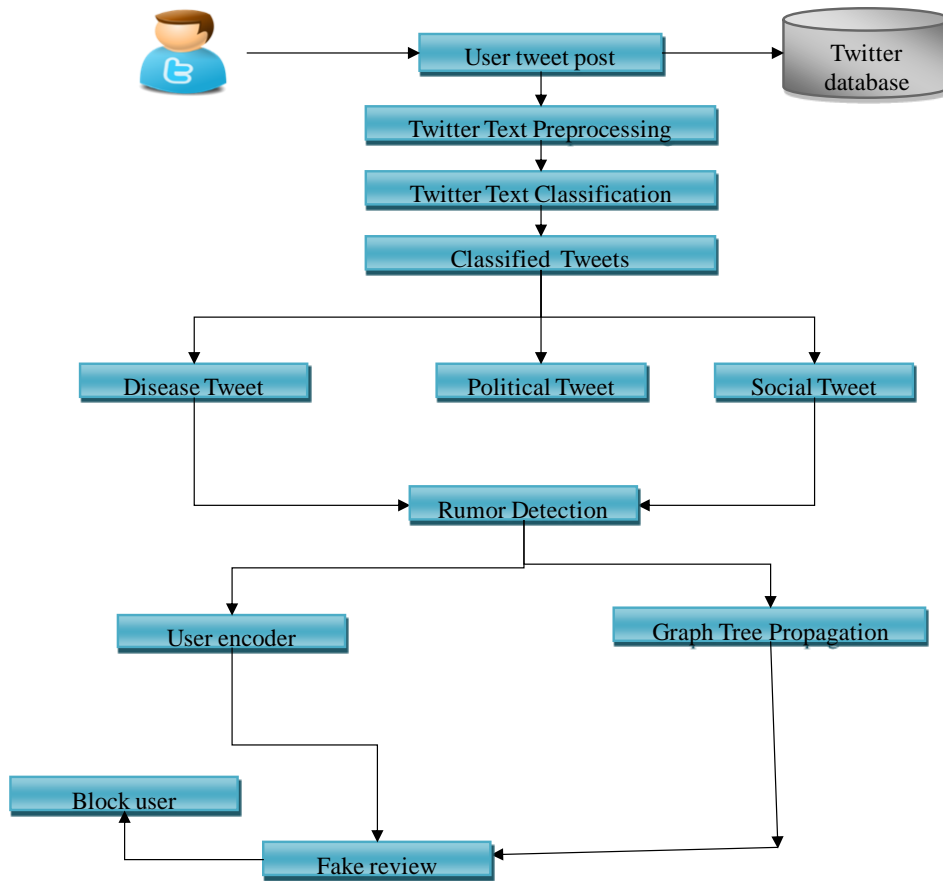 User tweet post
Twitter
database
Twitter Text Preprocessing
Twitter Text Classification
Classified Tweets
Disease Tweet
Political Tweet
Social Tweet
Rumor Detection
User encoder
Graph Tree Propagation
Block user
Fake review